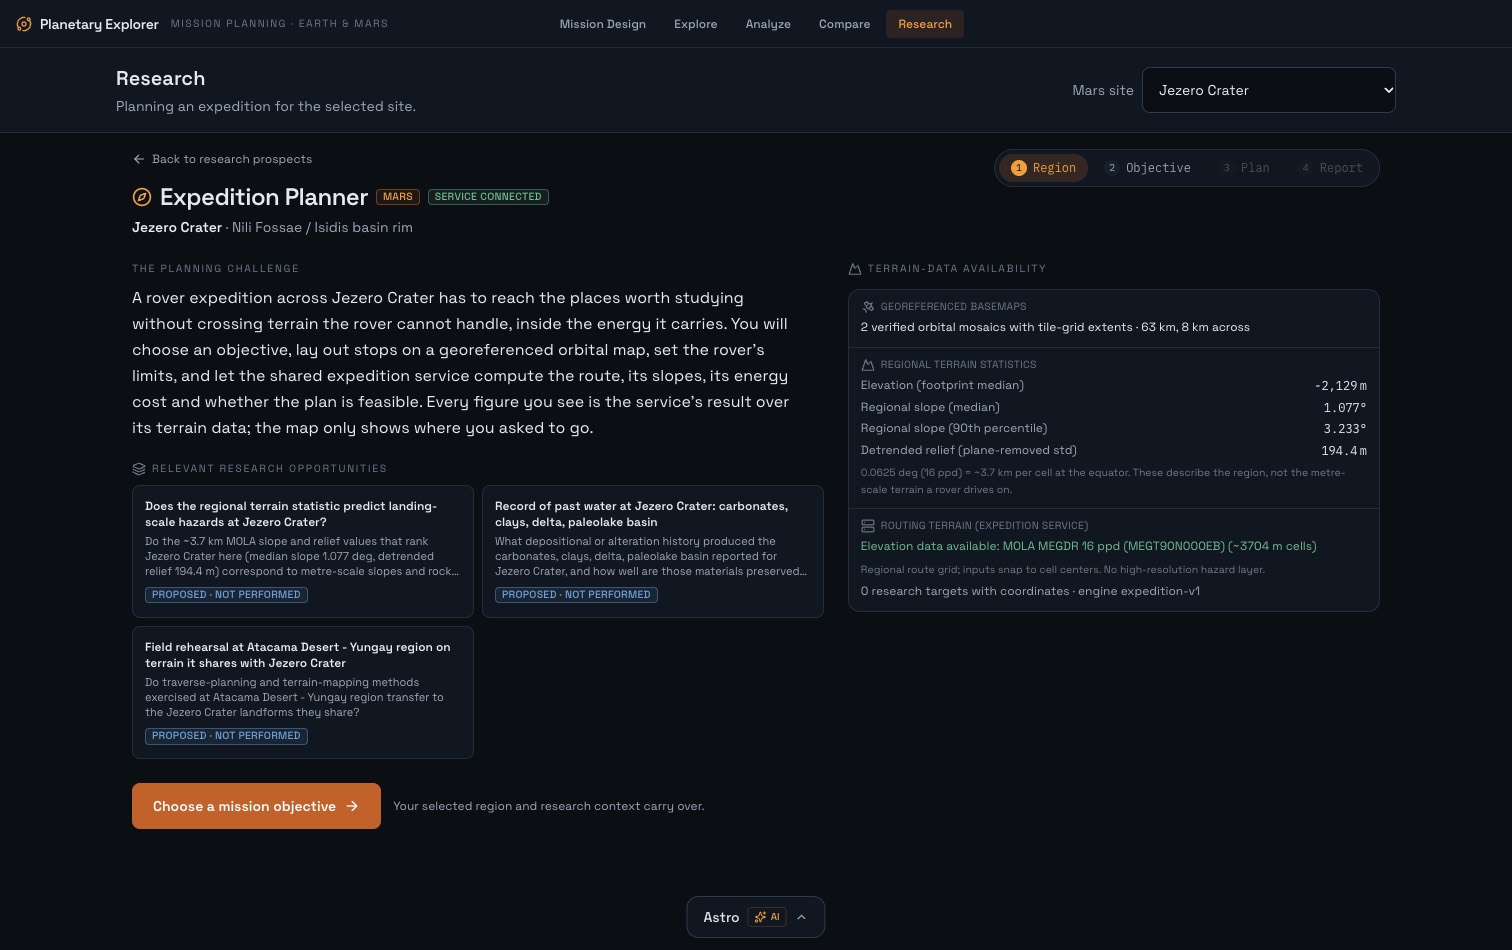 Planetary Explorer MISSION PLANNING · EARTH & MARS Mission Design Explore Analyze Compare Research
Research
Planning an expedition for the selected site.
Mars site Jezero Crater
Back to research prospects
1 Region 2 Objective 3 Plan 4 Report
Expedition Planner MARS SERVICE CONNECTED
Jezero Crater · Nili Fossae / Isidis basin rim
THE PLANNING CHALLENGE
A rover expedition across Jezero Crater has to reach the places worth studying
without crossing terrain the rover cannot handle, inside the energy it carries. You will
choose an objective, lay out stops on a georeferenced orbital map, set the rover's
limits, and let the shared expedition service compute the route, its slopes, its energy
cost and whether the plan is feasible. Every figure you see is the service's result over
its terrain data; the map only shows where you asked to go.
RELEVANT RESEARCH OPPORTUNITIES
Does the regional terrain statistic predict landing-
scale hazards at Jezero Crater?
Do the ~3.7 km MOLA slope and relief values that rank
Jezero Crater here (median slope 1.077 deg, detrended
relief 194.4 m) correspond to metre-scale slopes and rock…
PROPOSED · NOT PERFORMED
Record of past water at Jezero Crater: carbonates,
clays, delta, paleolake basin
What depositional or alteration history produced the
carbonates, clays, delta, paleolake basin reported for
Jezero Crater, and how well are those materials preserved…
PROPOSED · NOT PERFORMED
Field rehearsal at Atacama Desert - Yungay region on
terrain it shares with Jezero Crater
Do traverse-planning and terrain-mapping methods
exercised at Atacama Desert - Yungay region transfer to
the Jezero Crater landforms they share?
PROPOSED · NOT PERFORMED
Choose a mission objective
Your selected region and research context carry over.
TERRAIN-DATA AVAILABILITY
GEOREFERENCED BASEMAPS
2 verified orbital mosaics with tile-grid extents · 63 km, 8 km across
REGIONAL TERRAIN STATISTICS
Elevation (footprint median) -2,129 m
Regional slope (median) 1.077°
Regional slope (90th percentile) 3.233°
Detrended relief (plane-removed std) 194.4 m
0.0625 deg (16 ppd) = ~3.7 km per cell at the equator. These describe the region, not the metre-
scale terrain a rover drives on.
ROUTING TERRAIN (EXPEDITION SERVICE)
Elevation data available: MOLA MEGDR 16 ppd (MEGT90N000EB) (~3704 m cells)
Regional route grid; inputs snap to cell centers. No high-resolution hazard layer.
0 research targets with coordinates · engine expedition-v1
Astro AI